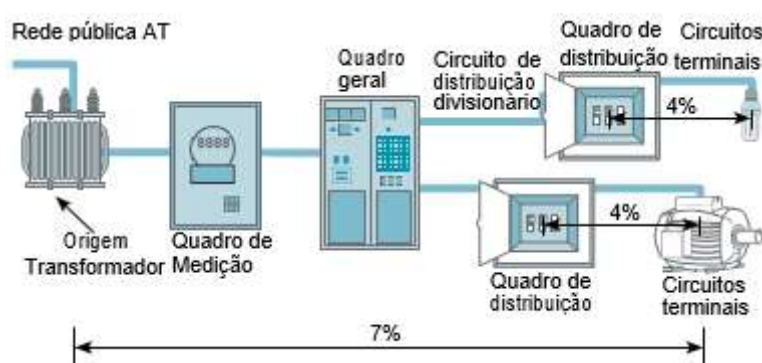 Rede pública AT
Quadro
geral
Circuito de
distribuição
divisionário
Quadro de
distribuição
Circuitos
terminais
4%
8888
Origem
Transformador
Quadro de
Medição
4%
Quadro de
distribuição
Circuitos
terminais
7%